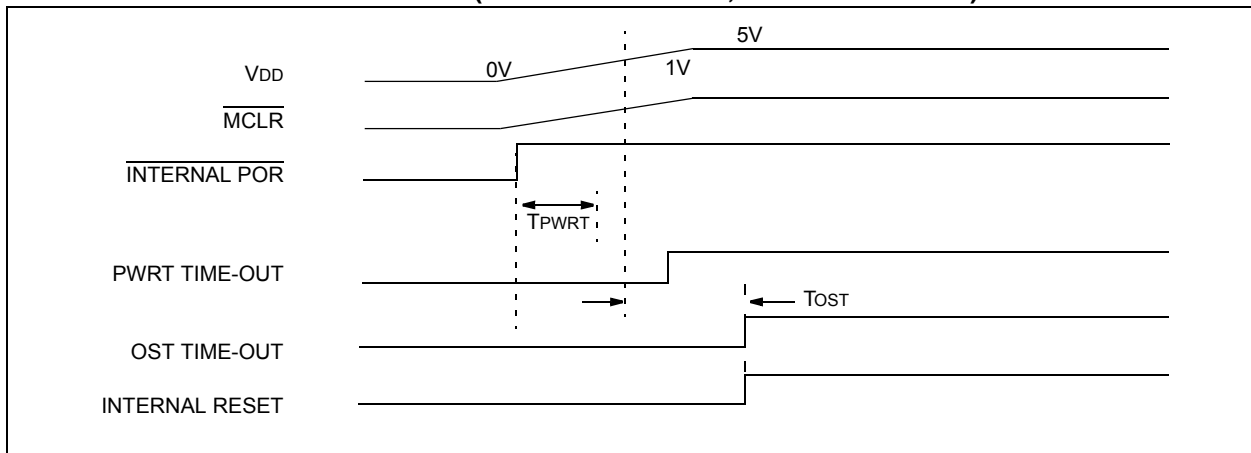 5V
VDD
0V
1V
MCLR
INTERNAL POR
TPWRT
PWRT TIME-OUT
TOST
OST TIME-OUT
INTERNAL RESET